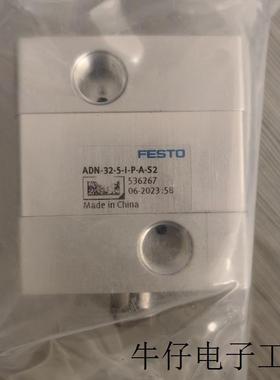 FESTO
ADN-32-5-I-P-A-S2
536267
06-2023:58
Made in China
牛仔电子工